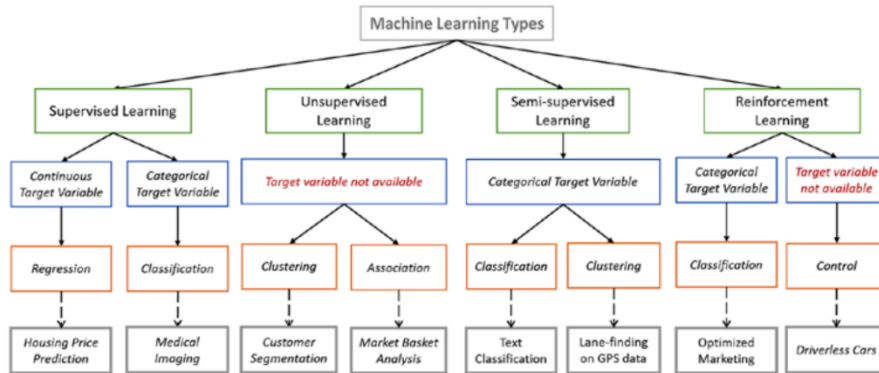 Machine Learning Types
Supervised Learning
Unsupervised
Learning
Semi-supervised
Learning
Reinforcement
Learning
Continuous
Target Variable
Categorical
Target Variable
Target variable not available
Categorical Target Variable
Categorical
Target Variable
Target variable
not available
Regression
Classification
Clustering
Association
Classification
Clustering
Classification
Control
Housing Price
Prediction
Medical
Imaging
Customer
Segmentation
Market Basket
Analysis
Text
Classification
Lane-finding
on GPS data
Optimized
Marketing
Driverless Cars